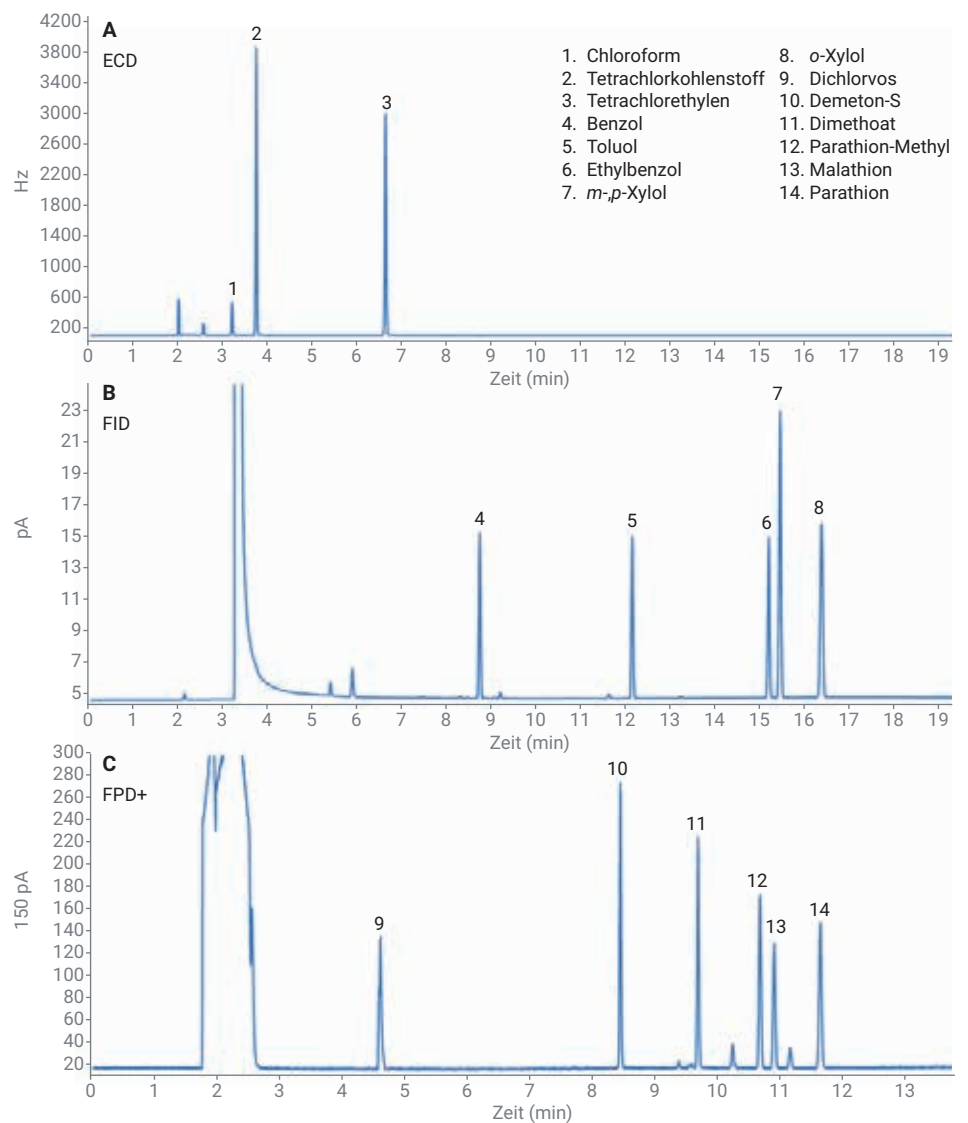 A
ECD
4200
3800
3400
3000
2600
2200
1800
1400
1000
600
200
Hz
1
2
3
1. Chloroform
2. Tetrachlorkohlenstoff
3. Tetrachlorethylen
4. Benzol
5. Toluol
6. Ethylbenzol
7. m-,p-Xylol
8. o-Xylol
9. Dichlorvos
10. Demeton-S
11. Dimethoat
12. Parathion-Methyl
13. Malathion
14. Parathion
0 1 2 3 4 5 6 7 8 9 10 11 12 13 14 15 16 17 18 19
Zeit (min)
B
FID
23
21
19
17
15
13
11
9
7
5
pA
4
5
6
7
8
0 1 2 3 4 5 6 7 8 9 10 11 12 13 14 15 16 17 18 19
Zeit (min)
C
FPD+
300
280
260
240
220
200
180
160
140
120
100
80
60
40
20
150 pA
9
10
11
12
13
14
0 1 2 3 4 5 6 7 8 9 10 11 12 13
Zeit (min)